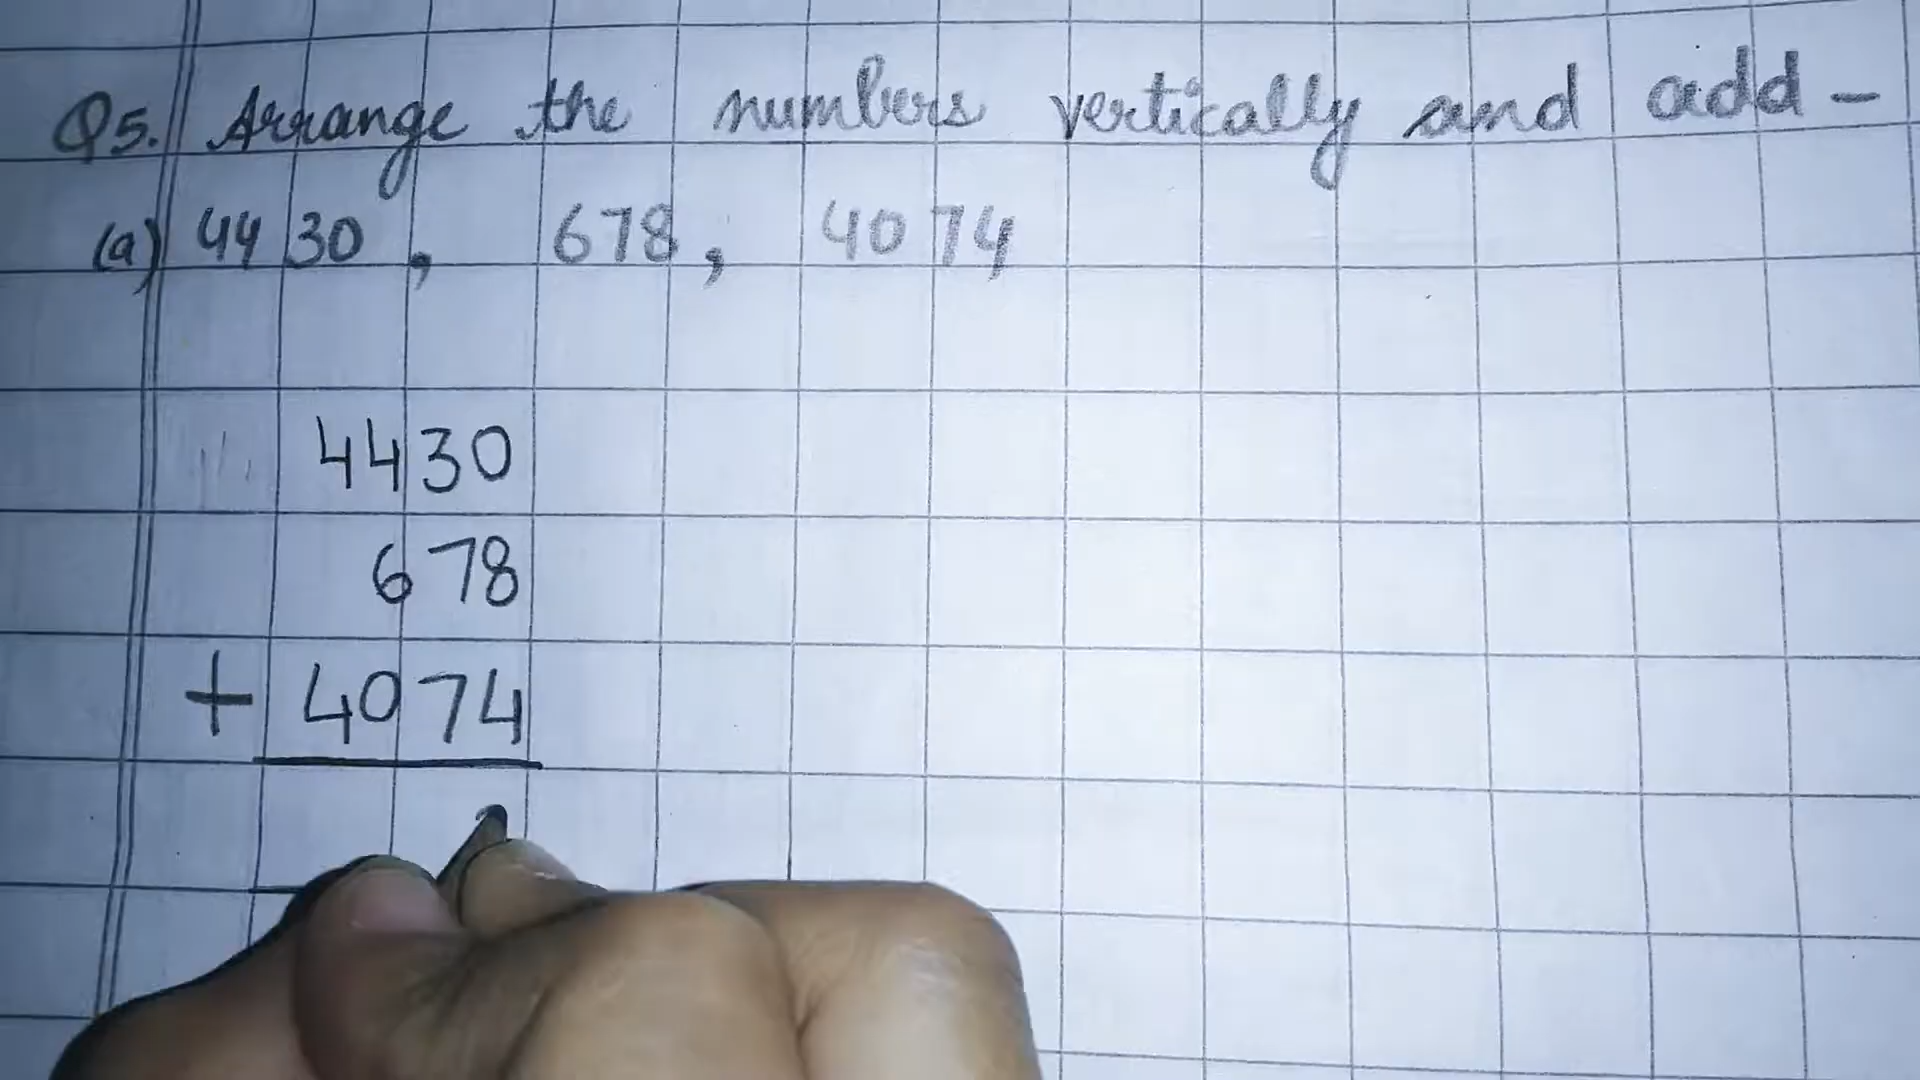 Q5. Arrange the numbers vertically and add -
(a) 4430, 678, 4074
4430
678
+ 4074